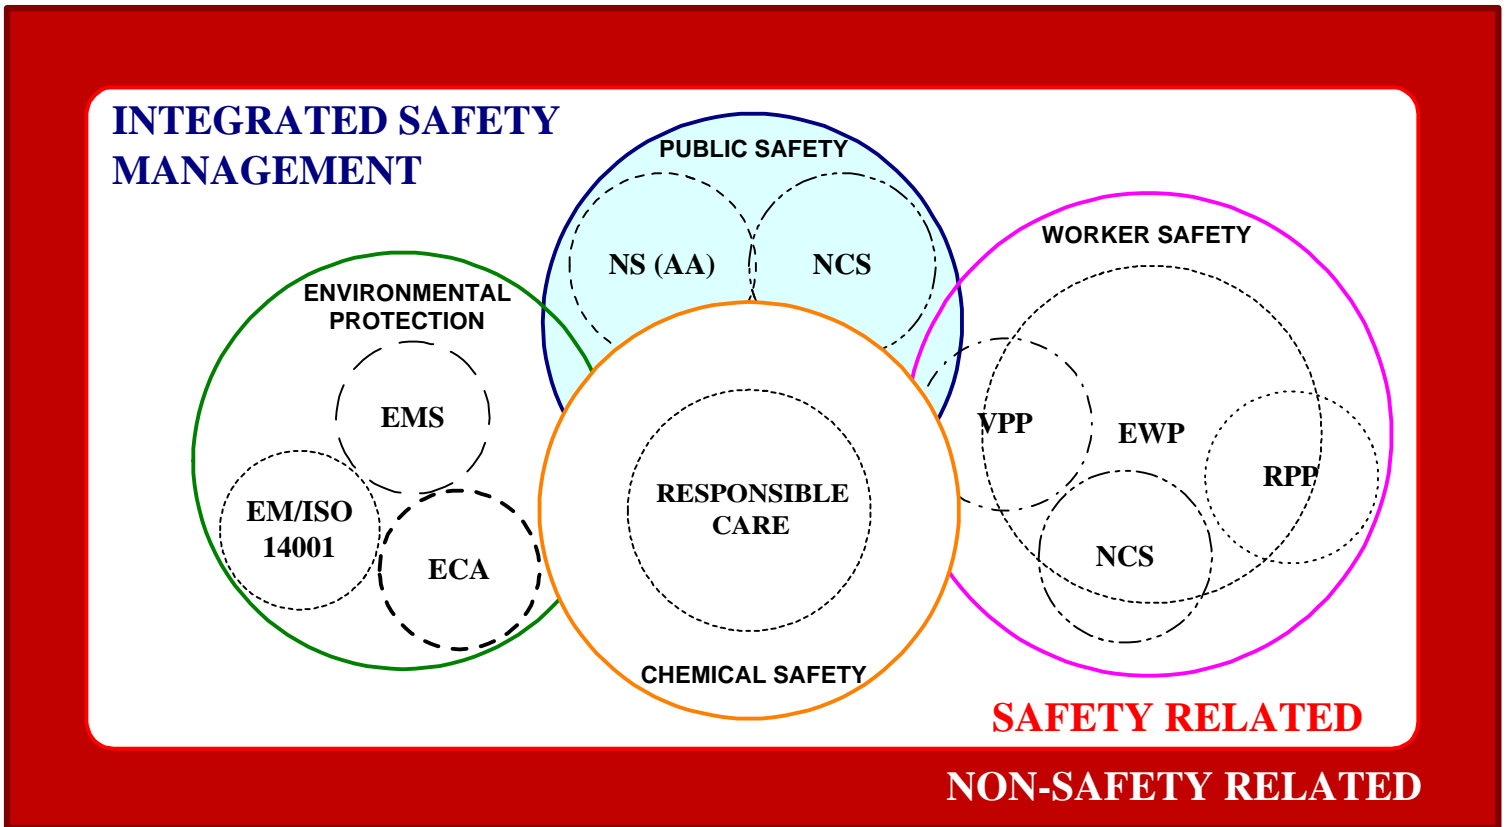 INTEGRATED SAFETY
MANAGEMENT
PUBLIC SAFETY
NS (AA)
NCS
WORKER SAFETY
ENVIRONMENTAL
PROTECTION
EMS
EM/ISO
14001
ECA
RESPONSIBLE
CARE
CHEMICAL SAFETY
VPP
EWP
RPP
NCS
SAFETY RELATED
NON-SAFETY RELATED